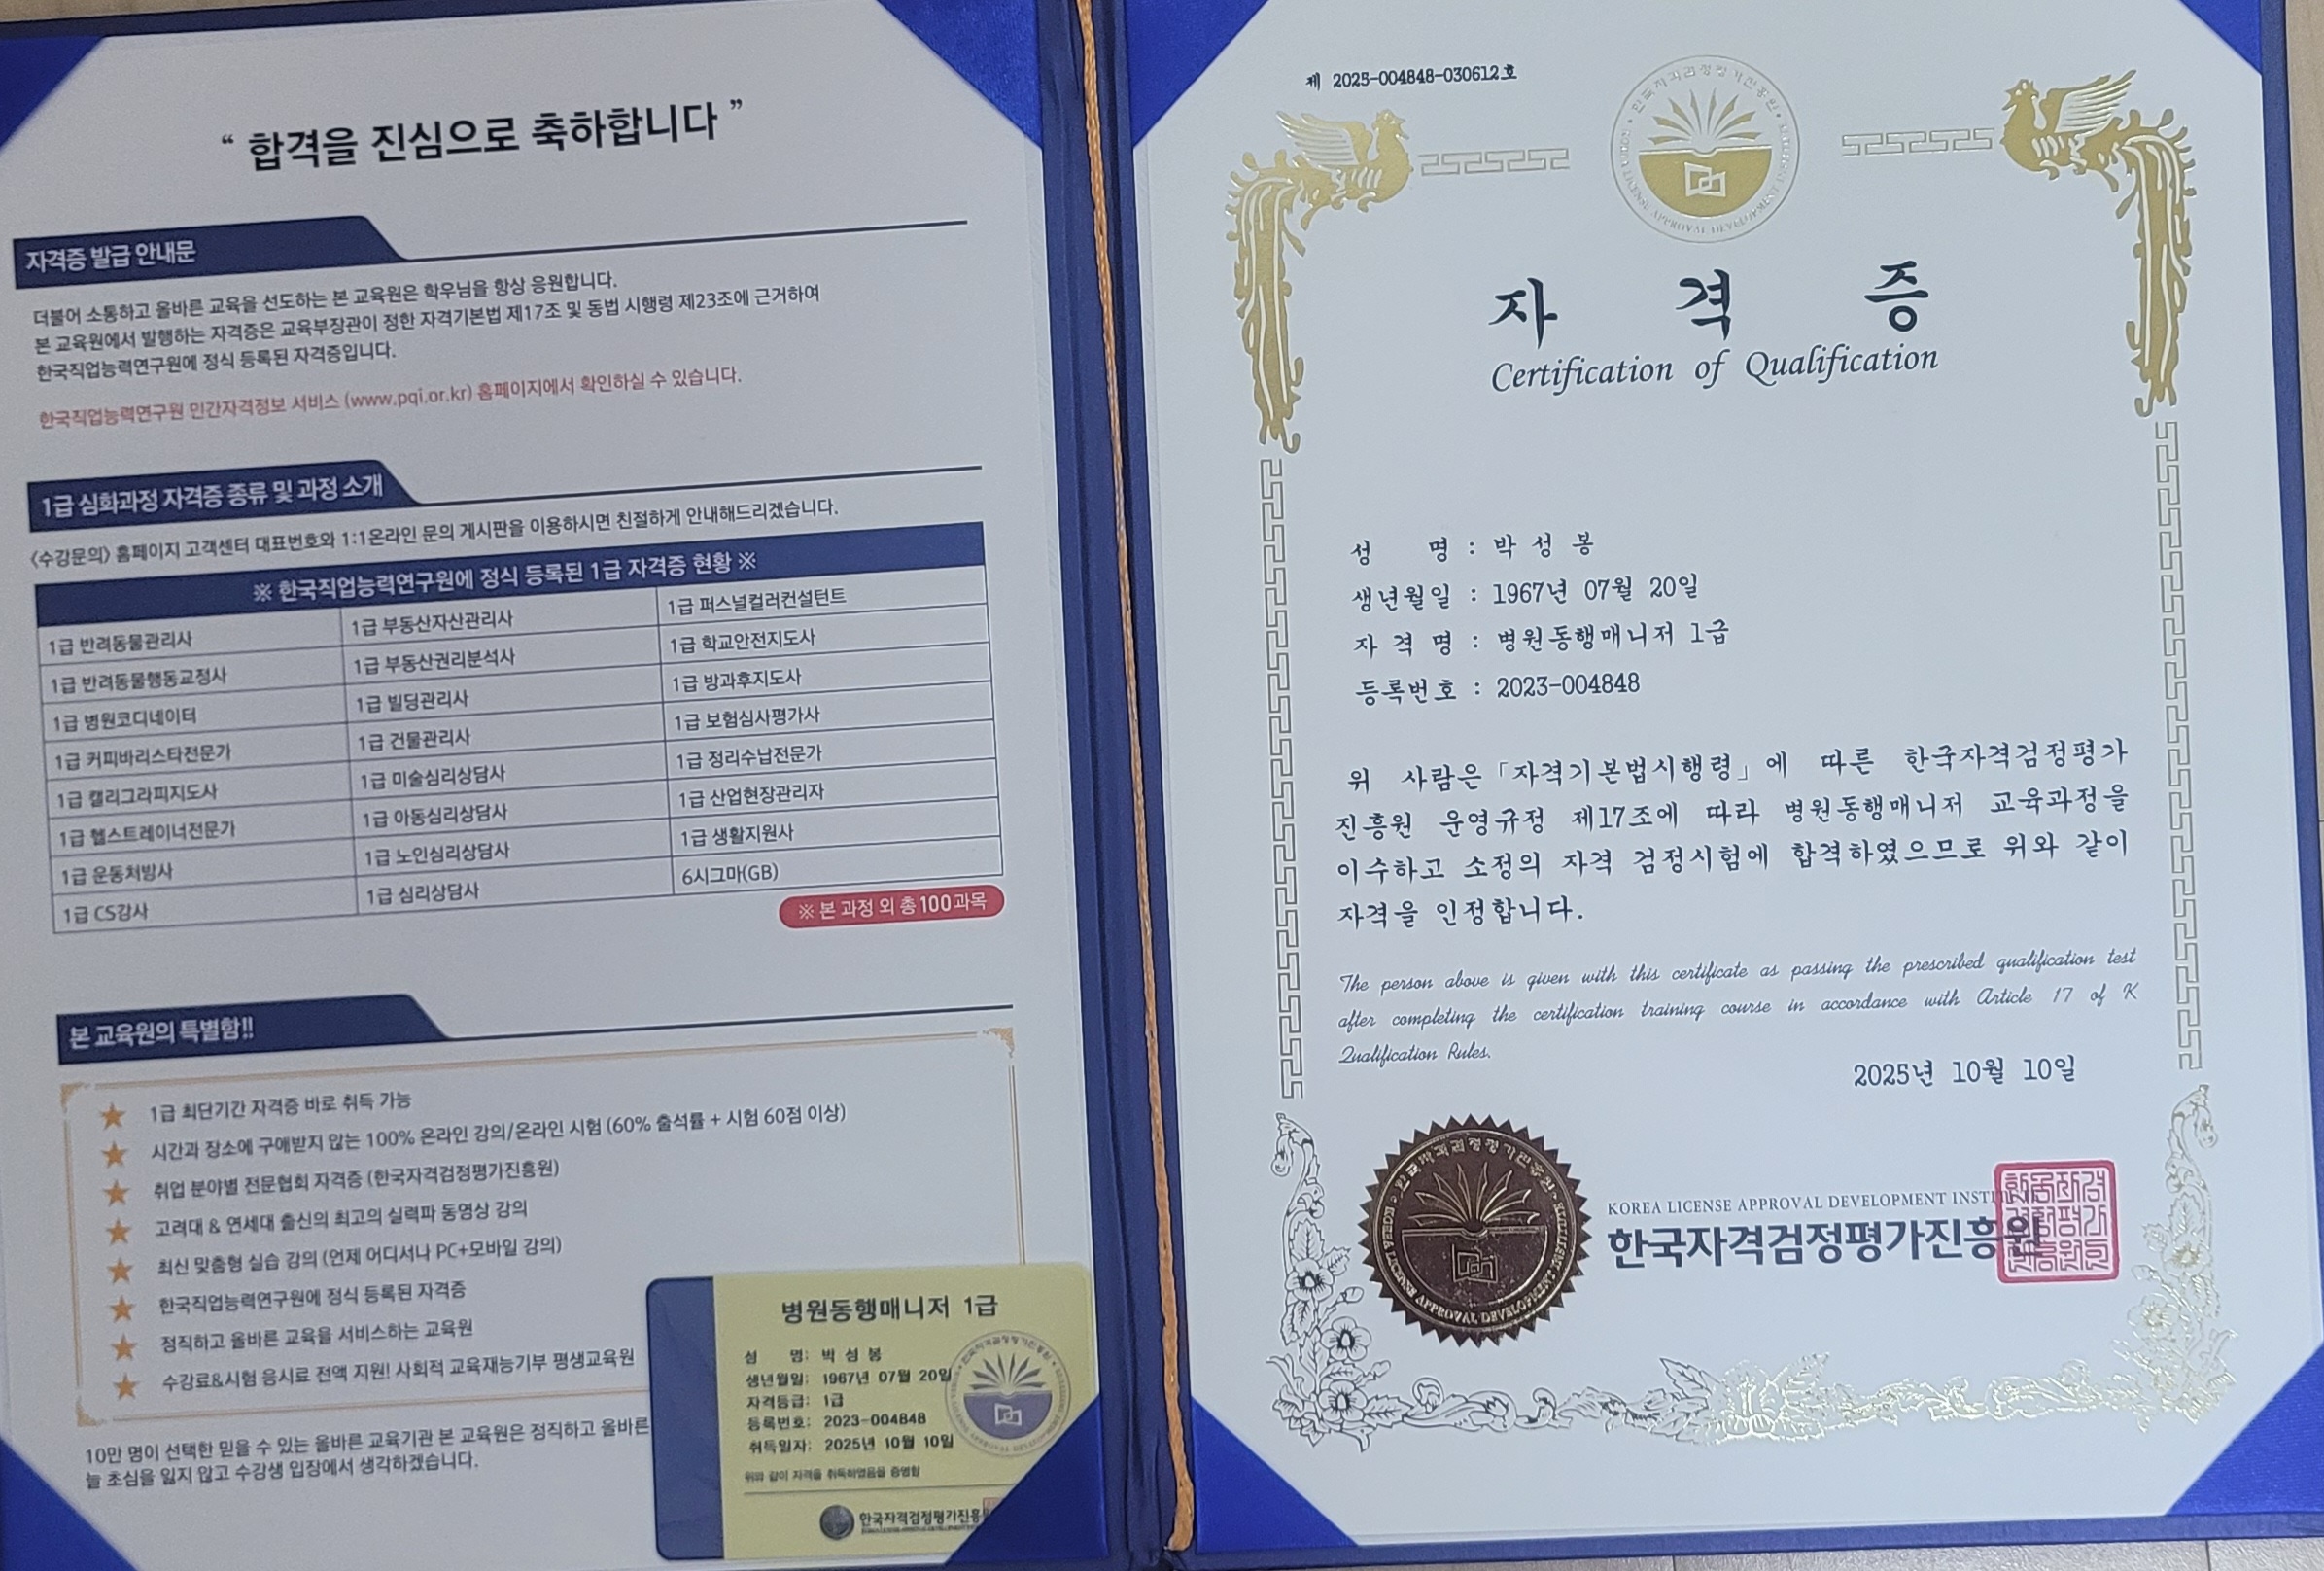 “ 합격을 진심으로 축하합니다 ”
자격증 발급 안내문
더불어 소통하고 올바른 교육을 선도하는 본 교육원은 학우님을 항상 응원합니다.
본 교육원에서 발행하는 자격증은 교육부장관이 정한 자격기본법 제17조 및 동법 시행령 제23조에 근거하여
한국직업능력연구원에 정식 등록된 자격증입니다.
한국직업능력연구원 민간자격정보 서비스 (www.pqi.or.kr) 홈페이지에서 확인하실 수 있습니다.
1급 심화과정 자격증 종류 및 과정 소개
<수강문의> 홈페이지 고객센터 대표번호와 1:1온라인 문의 게시판을 이용하시면 친절하게 안내해드리겠습니다.
※ 한국직업능력연구원에 정식 등록된 1급 자격증 현황 ※
1급 반려동물관리사 1급 부동산자산관리사 1급 퍼스널컬러컨설턴트
1급 반려동물행동교정사 1급 부동산권리분석사 1급 학교안전지도사
1급 병원코디네이터 1급 빌딩관리사 1급 방과후지도사
1급 커피바리스타전문가 1급 건물관리사 1급 보험심사평가사
1급 캘리그라피지도사 1급 미술심리상담사 1급 정리수납전문가
1급 헬스트레이너전문가 1급 아동심리상담사 1급 산업현장관리자
1급 운동처방사 1급 노인심리상담사 1급 생활지원사
1급 CS강사 1급 심리상담사 6시그마(GB)
※ 본 과정 외 총 100과목
본 교육원의 특별함!!
1급 최단기간 자격증 바로 취득 가능
시간과 장소에 구애받지 않는 100% 온라인 강의/온라인 시험 (60% 출석률 + 시험 60점 이상)
취업 분야별 전문협회 자격증 (한국자격검정평가진흥원)
고려대 & 연세대 출신의 최고의 실력파 동영상 강의
최신 맞춤형 실습 강의 (언제 어디서나 PC+모바일 강의)
한국직업능력연구원에 정식 등록된 자격증
정직하고 올바른 교육을 서비스하는 교육원
수강료&시험 응시료 전액 지원! 사회적 교육재능기부 평생교육원
10만 명이 선택한 믿을 수 있는 올바른 교육기관 본 교육원은 정직하고 올바른
늘 초심을 잃지 않고 수강생 입장에서 생각하겠습니다.
병원동행매니저 1급
성 명: 박 성 봉
생년월일: 1967년 07월 20일
자격등급: 1급
등록번호: 2023-004848
취득일자: 2025년 10월 10일
위와 같이 자격을 취득하였음을 증명함
한국자격검정평가진흥
제 2025-004848-030612호
한국자격검정평가진흥원
KOREA LICENSE APPROVAL DEVELOPMENT INSTITUTE
자 격 증
Certification of Qualification
성 명 : 박 성 봉
생년월일 : 1967년 07월 20일
자 격 명 : 병원동행매니저 1급
등록번호 : 2023-004848
위 사람은「자격기본법시행령」에 따른 한국자격검정평가
진흥원 운영규정 제17조에 따라 병원동행매니저 교육과정을
이수하고 소정의 자격 검정시험에 합격하였으므로 위와 같이
자격을 인정합니다.
The person above is given with this certificate as passing the prescribed qualification test
after completing the certification training course in accordance with Article 17 of K
Qualification Rules.
2025년 10월 10일
KOREA LICENSE APPROVAL DEVELOPMENT INSTITUTE
한국자격검정평가진흥원